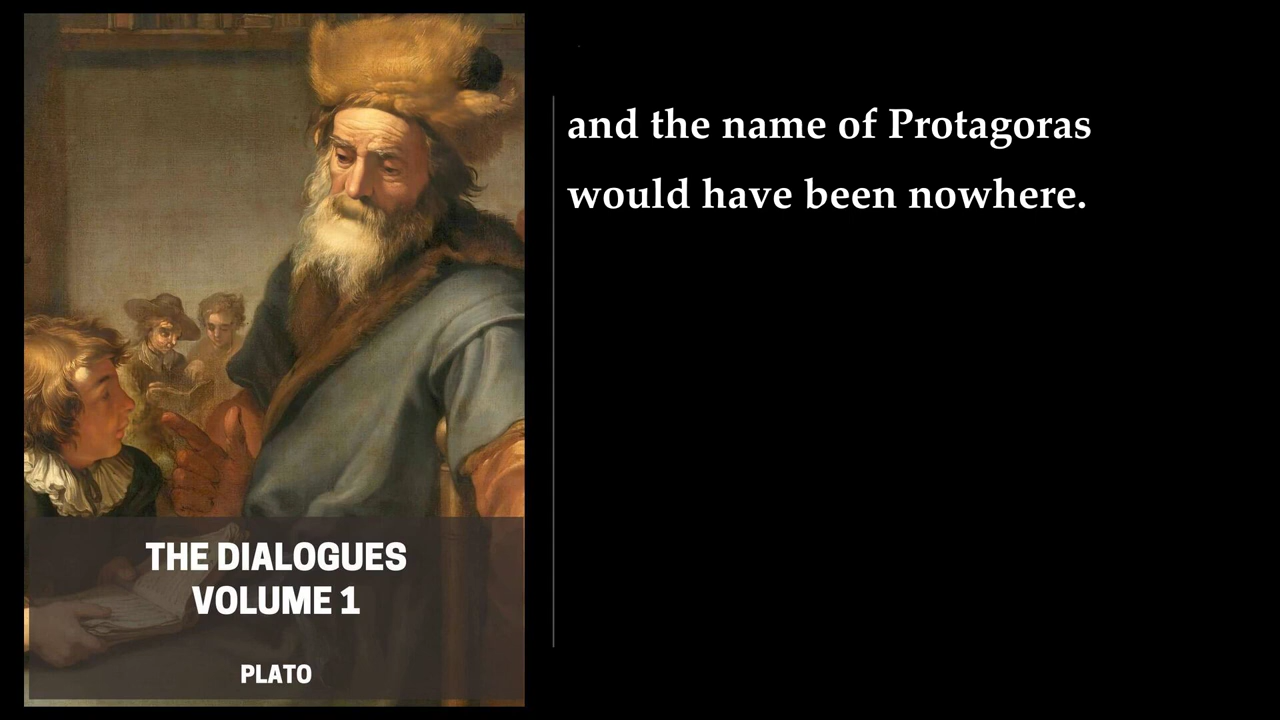 and the name of Protagoras
would have been nowhere.
THE DIALOGUES
VOLUME 1
PLATO